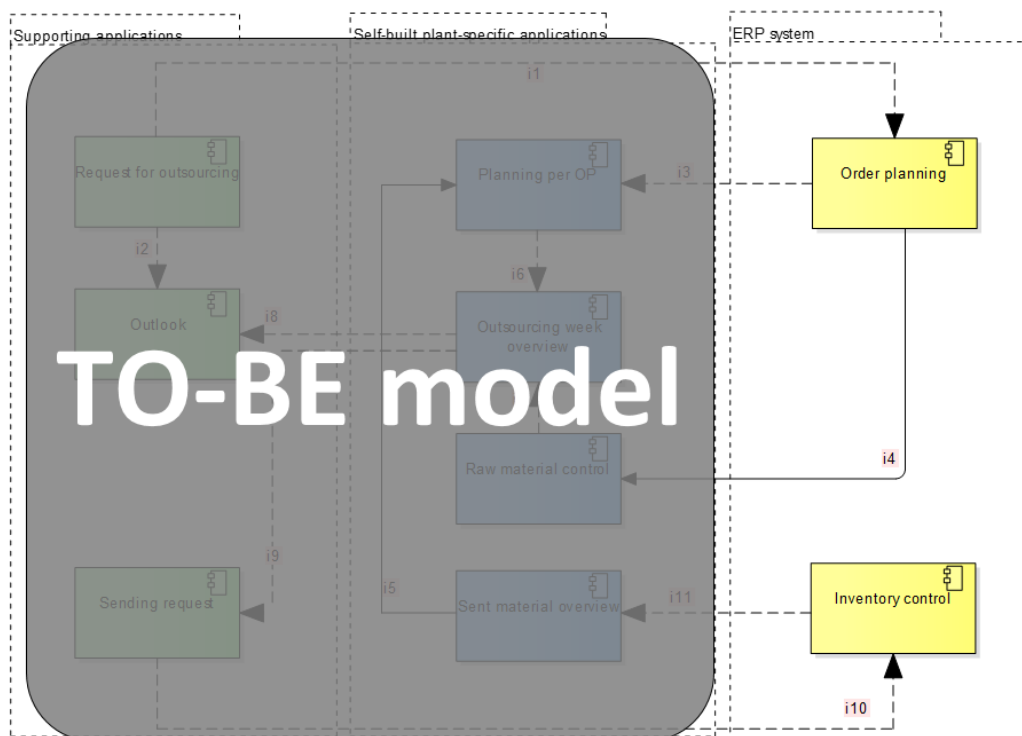 Supporting applications
Self-built plant-specific applications
ERP system
i1
Request for outsourcing
Planning per OP
i3
Order planning
i2
i6
Outlook
i8
Outsourcing week
overview
TO-BE model
Raw material control
i4
i9
Sending request
i5
Sent material overview
i11
Inventory control
i10